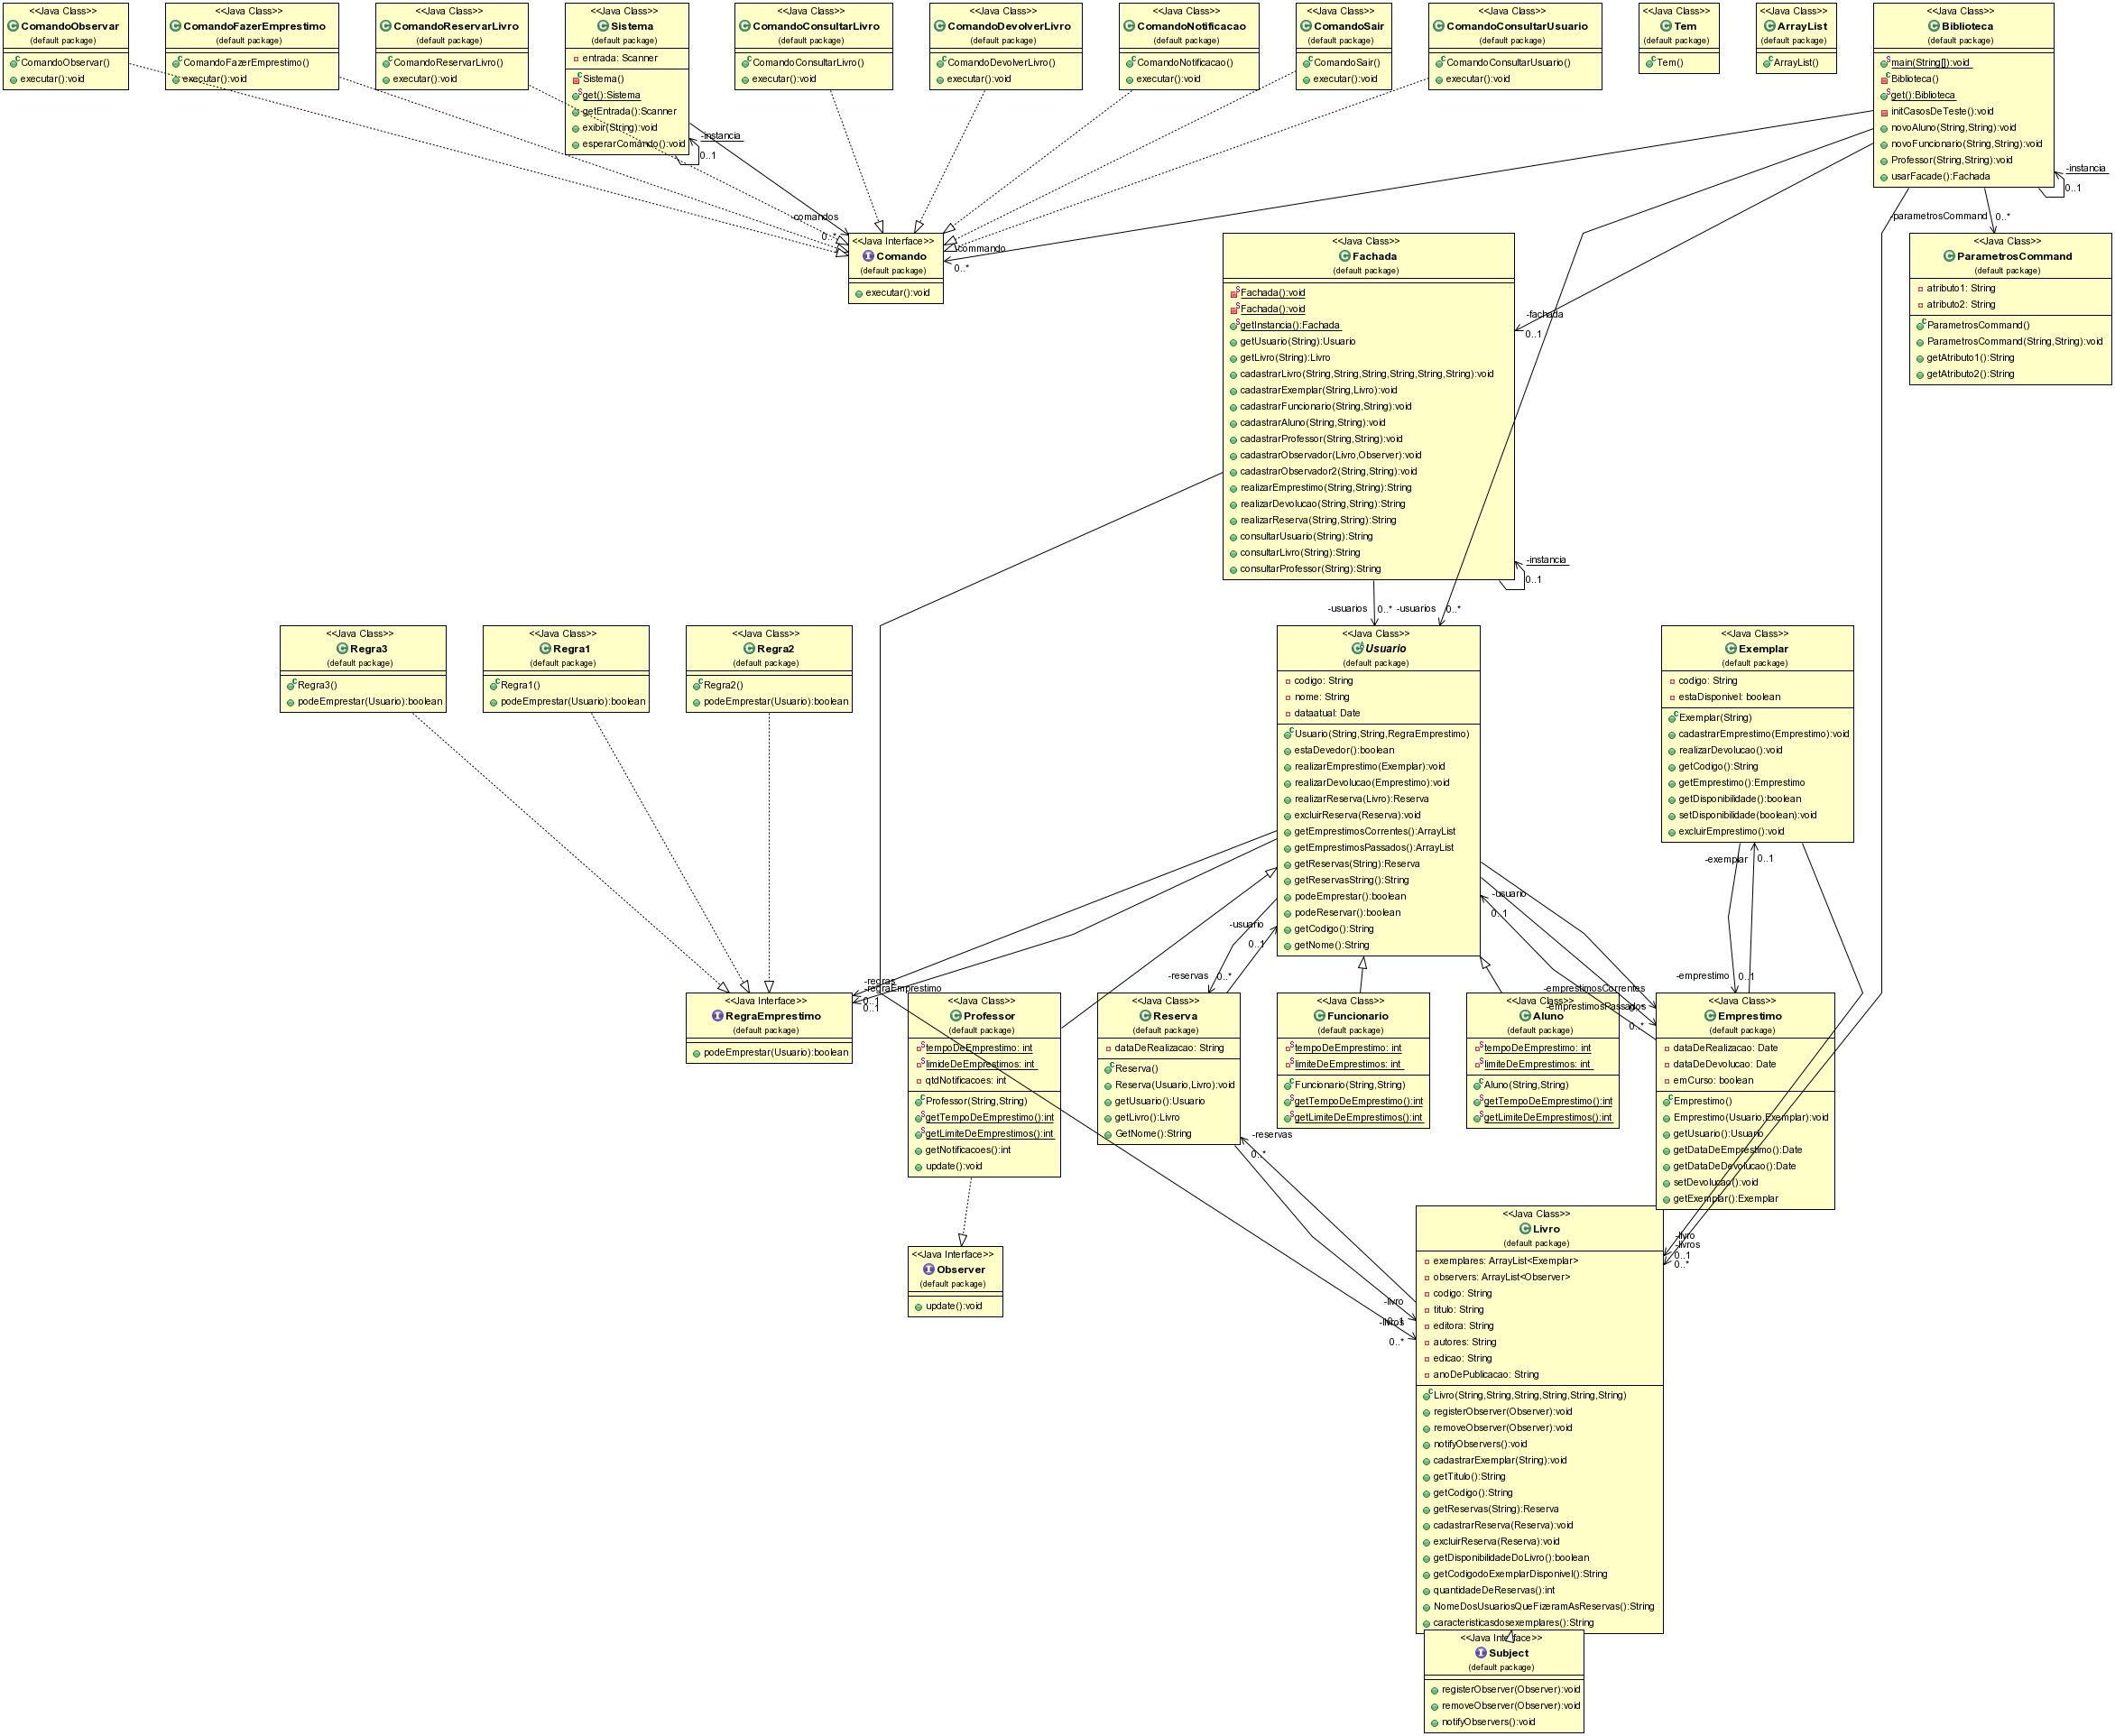 <<Java Class>>
ComandoObservar
(default package)
ComandoObservar()
executar():void
<<Java Class>>
ComandoFazerEmprestimo
(default package)
ComandoFazerEmprestimo()
executar():void
<<Java Class>>
ComandoReservarLivro
(default package)
ComandoReservarLivro()
executar():void
<<Java Class>>
Sistema
(default package)
entrada: Scanner
Sistema()
get():Sistema
getEntrada():Scanner
exibir(String):void
esperarComando():void
-instancia
0..1
<<Java Class>>
ComandoConsultarLivro
(default package)
ComandoConsultarLivro()
executar():void
<<Java Class>>
ComandoDevolverLivro
(default package)
ComandoDevolverLivro()
executar():void
<<Java Class>>
ComandoNotificacao
(default package)
ComandoNotificacao()
executar():void
<<Java Class>>
ComandoSair
(default package)
ComandoSair()
executar():void
<<Java Class>>
ComandoConsultarUsuario
(default package)
ComandoConsultarUsuario()
executar():void
<<Java Class>>
Tem
(default package)
Tem()
<<Java Class>>
ArrayList
(default package)
ArrayList()
<<Java Class>>
Biblioteca
(default package)
main(String[]):void
Biblioteca()
get():Biblioteca
initCasosDeTeste():void
novoAluno(String,String):void
novoFuncionario(String,String):void
Professor(String,String):void
usarFacade():Fachada
-instancia
0..1
-parametrosCommand
0..*
-comandos
0..*
<<Java Interface>>
Comando
(default package)
executar():void
-commando
0..*
<<Java Class>>
Fachada
(default package)
Fachada():void
Fachada():void
getInstancia():Fachada
getUsuario(String):Usuario
getLivro(String):Livro
cadastrarLivro(String,String,String,String,String,String):void
cadastrarExemplar(String,Livro):void
cadastrarFuncionario(String,String):void
cadastrarAluno(String,String):void
cadastrarProfessor(String,String):void
cadastrarObservador(Livro,Observer):void
cadastrarObservador2(String,String):void
realizarEmprestimo(String,String):String
realizarDevolucao(String,String):String
realizarReserva(String,String):String
consultarUsuario(String):String
consultarLivro(String):String
consultarProfessor(String):String
-fachada
0..1
-instancia
0..1
<<Java Class>>
ParametrosCommand
(default package)
atributo1: String
atributo2: String
ParametrosCommand()
ParametrosCommand(String,String):void
getAtributo1():String
getAtributo2():String
-usuarios
0..*
-usuarios
0..*
<<Java Class>>
Regra3
(default package)
Regra3()
podeEmprestar(Usuario):boolean
<<Java Class>>
Regra1
(default package)
Regra1()
podeEmprestar(Usuario):boolean
<<Java Class>>
Regra2
(default package)
Regra2()
podeEmprestar(Usuario):boolean
<<Java Class>>
Usuario
(default package)
codigo: String
nome: String
dataatual: Date
Usuario(String,String,RegraEmprestimo)
estaDevedor():boolean
realizarEmprestimo(Exemplar):void
realizarDevolucao(Emprestimo):void
realizarReserva(Livro):Reserva
excluirReserva(Reserva):void
getEmprestimosCorrentes():ArrayList
getEmprestimosPassados():ArrayList
getReservas(String):Reserva
getReservasString():String
podeEmprestar():boolean
podeReservar():boolean
getCodigo():String
getNome():String
<<Java Class>>
Exemplar
(default package)
codigo: String
estaDisponivel: boolean
Exemplar(String)
cadastrarEmprestimo(Emprestimo):void
realizarDevolucao():void
getCodigo():String
getEmprestimo():Emprestimo
getDisponibilidade():boolean
setDisponibilidade(boolean):void
excluirEmprestimo():void
-exemplar
0..1
-usuario
0..1
-usuario
0..1
-reservas
0..*
-emprestimo
0..1
-emprestimosCorrentes
-emprestimosPassados
0..*
-regras
0..1
-regraEmprestimo
0..1
<<Java Interface>>
RegraEmprestimo
(default package)
podeEmprestar(Usuario):boolean
<<Java Class>>
Professor
(default package)
tempoDeEmprestimo: int
limideDeEmprestimos: int
qtdNotificacoes: int
Professor(String,String)
getTempoDeEmprestimo():int
getLimiteDeEmprestimos():int
getNotificacoes():int
update():void
<<Java Class>>
Reserva
(default package)
dataDeRealizacao: String
Reserva()
Reserva(Usuario,Livro):void
getUsuario():Usuario
getLivro():Livro
GetNome():String
<<Java Class>>
Funcionario
(default package)
tempoDeEmprestimo: int
limiteDeEmprestimos: int
Funcionario(String,String)
getTempoDeEmprestimo():int
getLimiteDeEmprestimos():int
<<Java Class>>
Aluno
(default package)
tempoDeEmprestimo: int
limiteDeEmprestimos: int
Aluno(String,String)
getTempoDeEmprestimo():int
getLimiteDeEmprestimos():int
<<Java Class>>
Emprestimo
(default package)
dataDeRealizacao: Date
dataDeDevolucao: Date
emCurso: boolean
Emprestimo()
Emprestimo(Usuario,Exemplar):void
getUsuario():Usuario
getDataDeEmprestimo():Date
getDataDeDevolucao():Date
setDevolucao():void
getExemplar():Exemplar
-reservas
0..*
<<Java Interface>>
Observer
(default package)
update():void
-livro
0..1
-livros
0..*
-livro
0..1
-livros
0..*
<<Java Class>>
Livro
(default package)
exemplares: ArrayList<Exemplar>
observers: ArrayList<Observer>
codigo: String
titulo: String
editora: String
autores: String
edicao: String
anoDePublicacao: String
Livro(String,String,String,String,String,String)
registerObserver(Observer):void
removeObserver(Observer):void
notifyObservers():void
cadastrarExemplar(String):void
getTitulo():String
getCodigo():String
getReservas(String):Reserva
cadastrarReserva(Reserva):void
excluirReserva(Reserva):void
getDisponibilidadeDoLivro():boolean
getCodigodoExemplarDisponivel():String
quantidadeDeReservas():int
NomeDosUsuariosQueFizeramAsReservas():String
caracteristicasdosexemplares():String
<<Java Interface>>
Subject
(default package)
registerObserver(Observer):void
removeObserver(Observer):void
notifyObservers():void